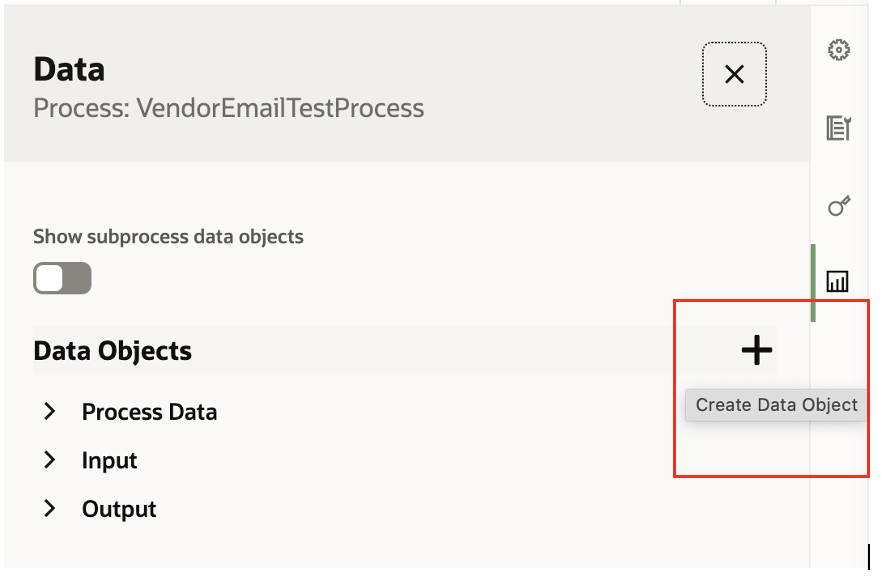 Data
Process: VendorEmailTestProcess
Show subprocess data objects
Data Objects
Create Data Object
Process Data
Input
Output